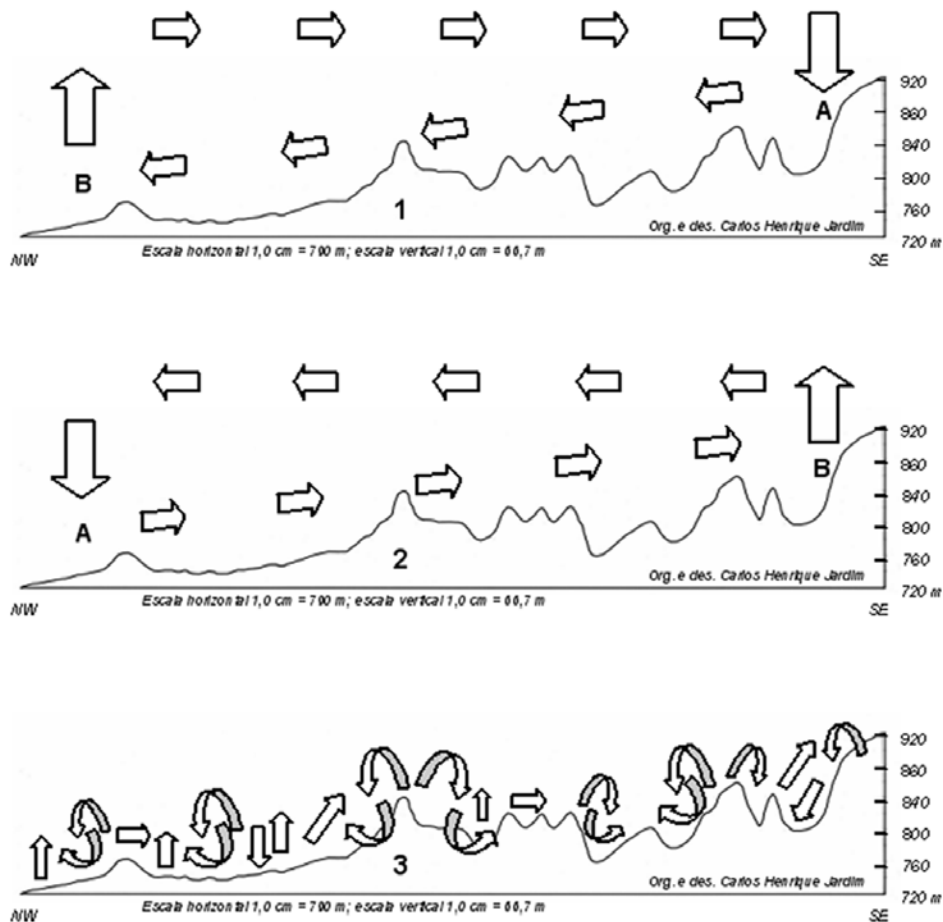 920
A
860
840
B
800
1
760
Org. e des. Carlos Henrique Jardim
720 m
Escala horizontal 1,0 cm = 700 m; escala vertical 1,0 cm = 66,7 m
NW
SE
920
B
860
A
840
800
2
760
Org. e des. Carlos Henrique Jardim
720 m
Escala horizontal 1,0 cm = 700 m; escala vertical 1,0 cm = 66,7 m
NW
SE
920
860
840
800
3
760
Org. e des. Carlos Henrique Jardim
720 m
Escala horizontal 1,0 cm = 700 m; escala vertical 1,0 cm = 66,7 m
NW
SE